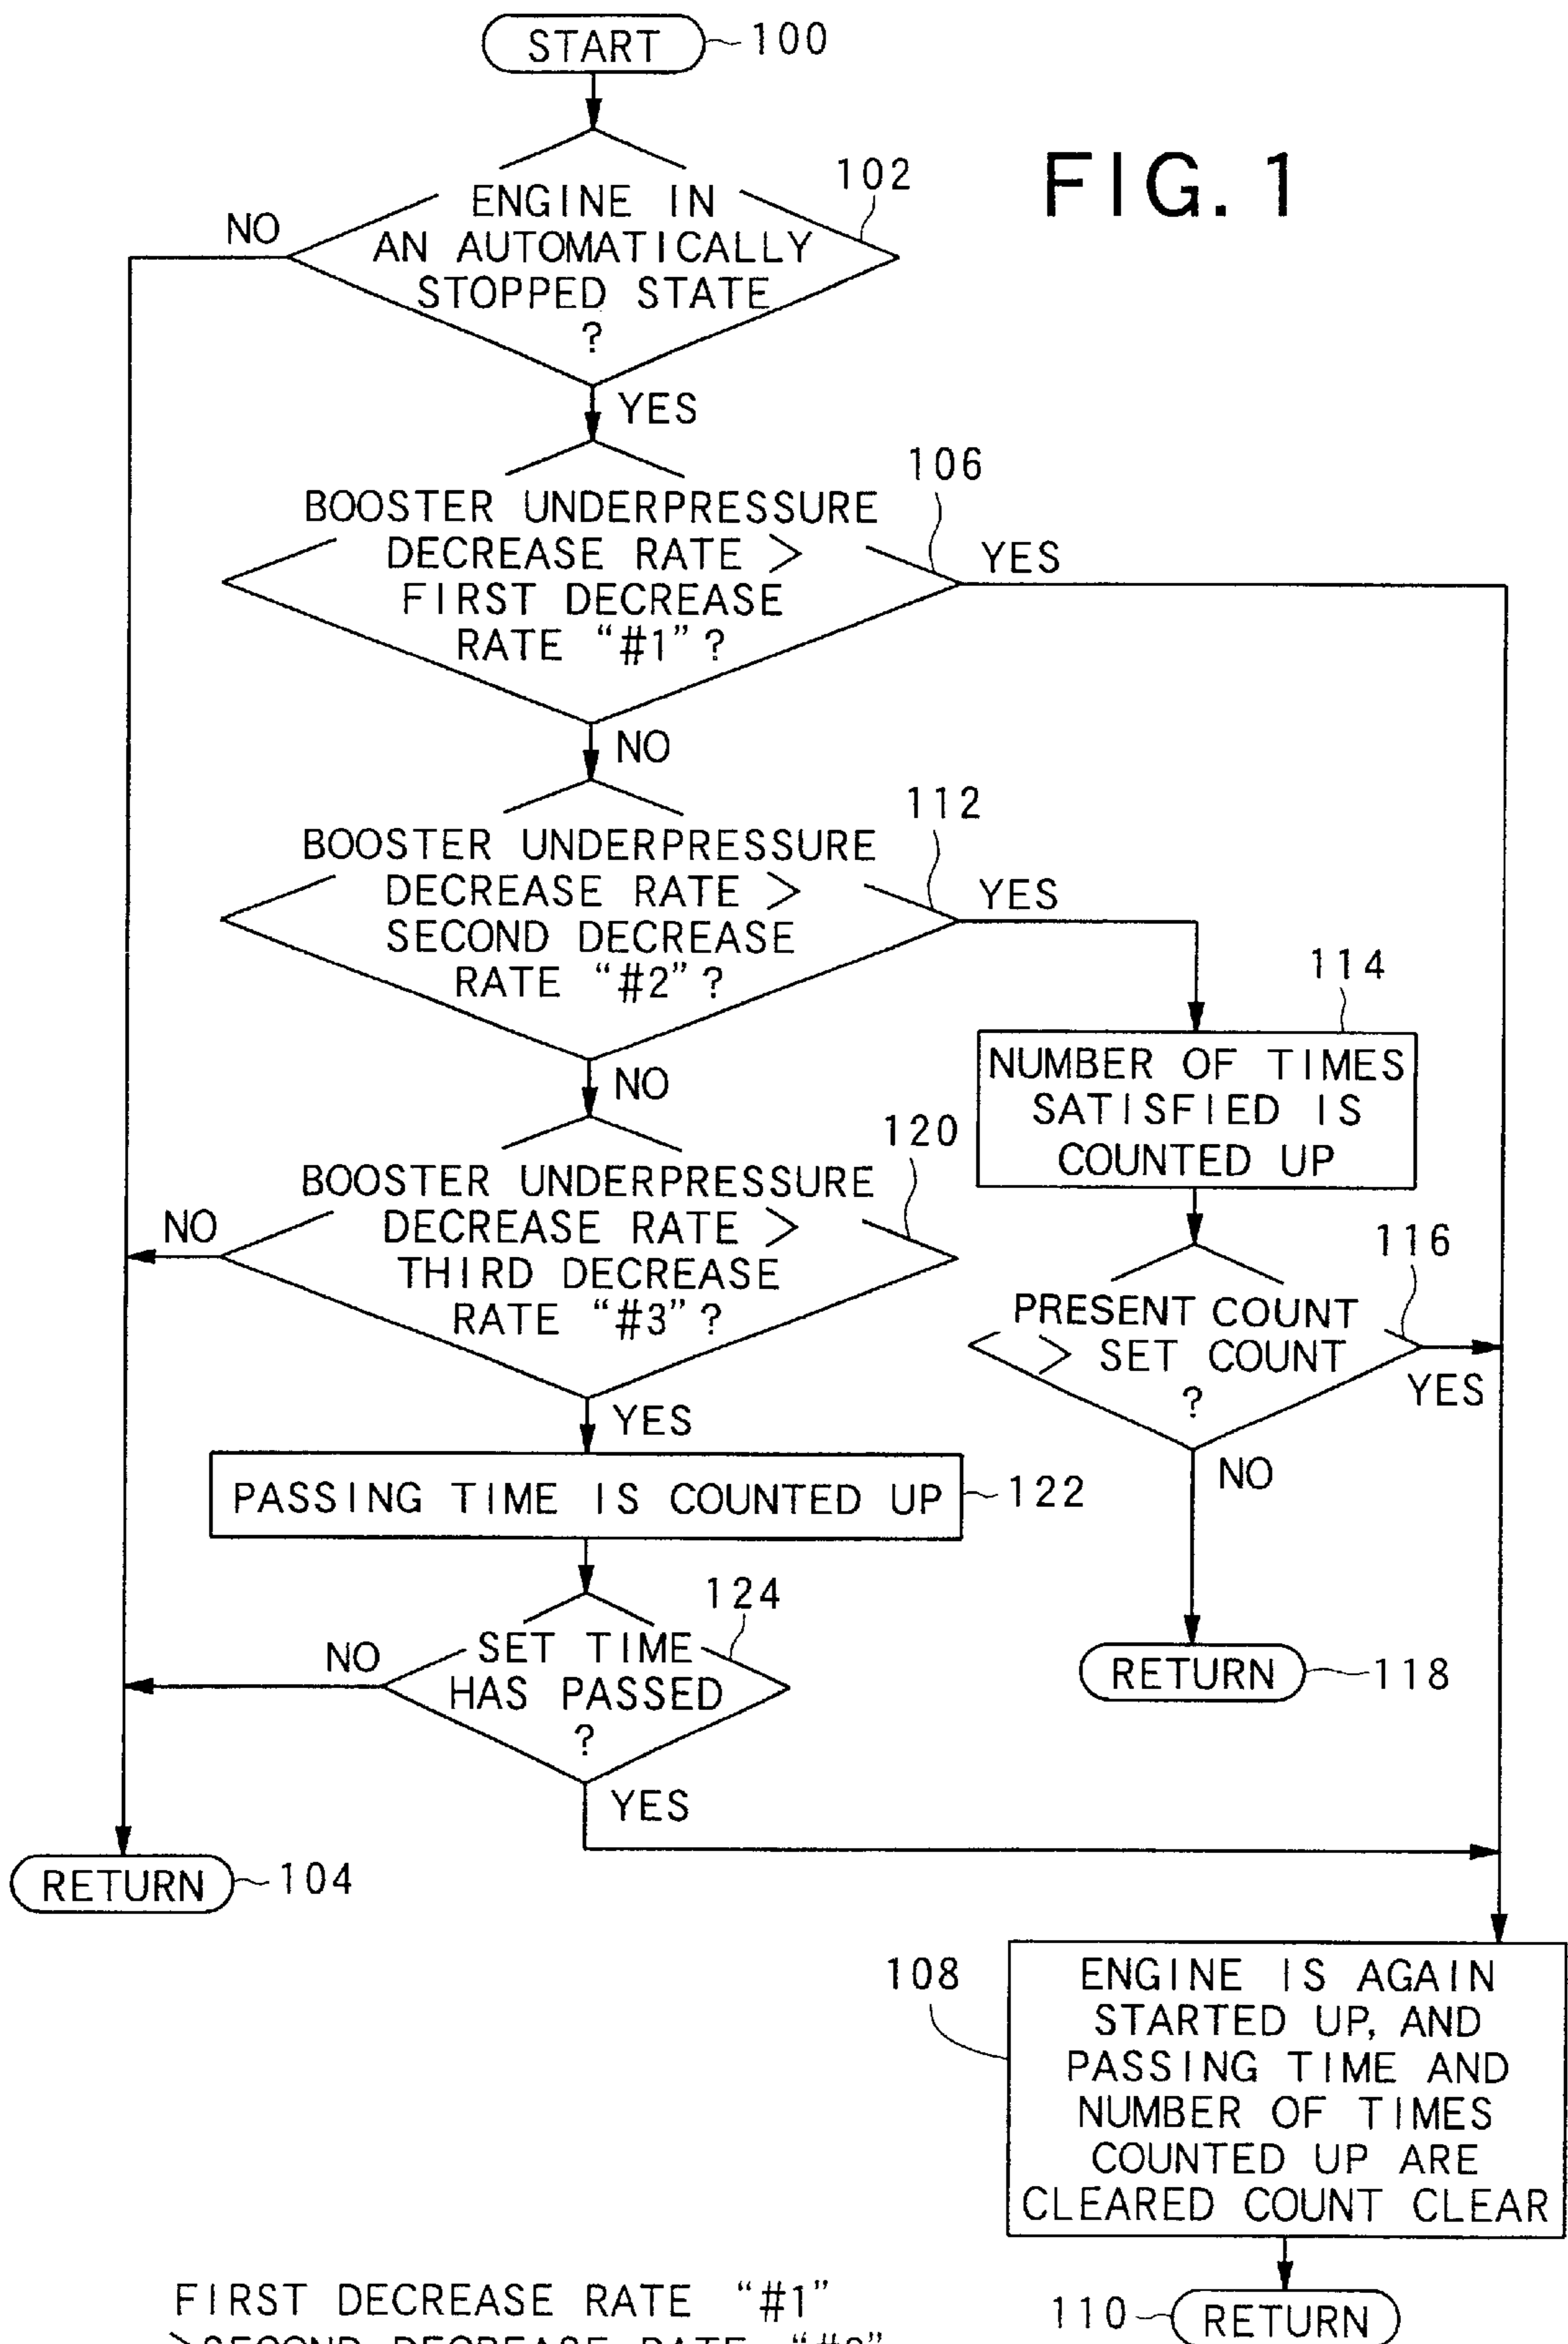 START
100
FIG. 1
102
ENGINE IN
AN AUTOMATICALLY
STOPPED STATE
?
NO
YES
106
BOOSTER UNDERPRESSURE
DECREASE RATE >
FIRST DECREASE
RATE "#1"?
YES
NO
112
BOOSTER UNDERPRESSURE
DECREASE RATE >
SECOND DECREASE
RATE "#2"?
YES
NO
114
NUMBER OF TIMES
SATISFIED IS
COUNTED UP
120
BOOSTER UNDERPRESSURE
DECREASE RATE >
THIRD DECREASE
RATE "#3"?
NO
YES
116
PRESENT COUNT
> SET COUNT
?
YES
NO
PASSING TIME IS COUNTED UP
122
124
SET TIME
HAS PASSED
?
NO
YES
RETURN
118
RETURN
104
108
ENGINE IS AGAIN
STARTED UP, AND
PASSING TIME AND
NUMBER OF TIMES
COUNTED UP ARE
CLEARED COUNT CLEAR
110
RETURN
FIRST DECREASE RATE "#1"
>SECOND DECREASE RATE "#2"